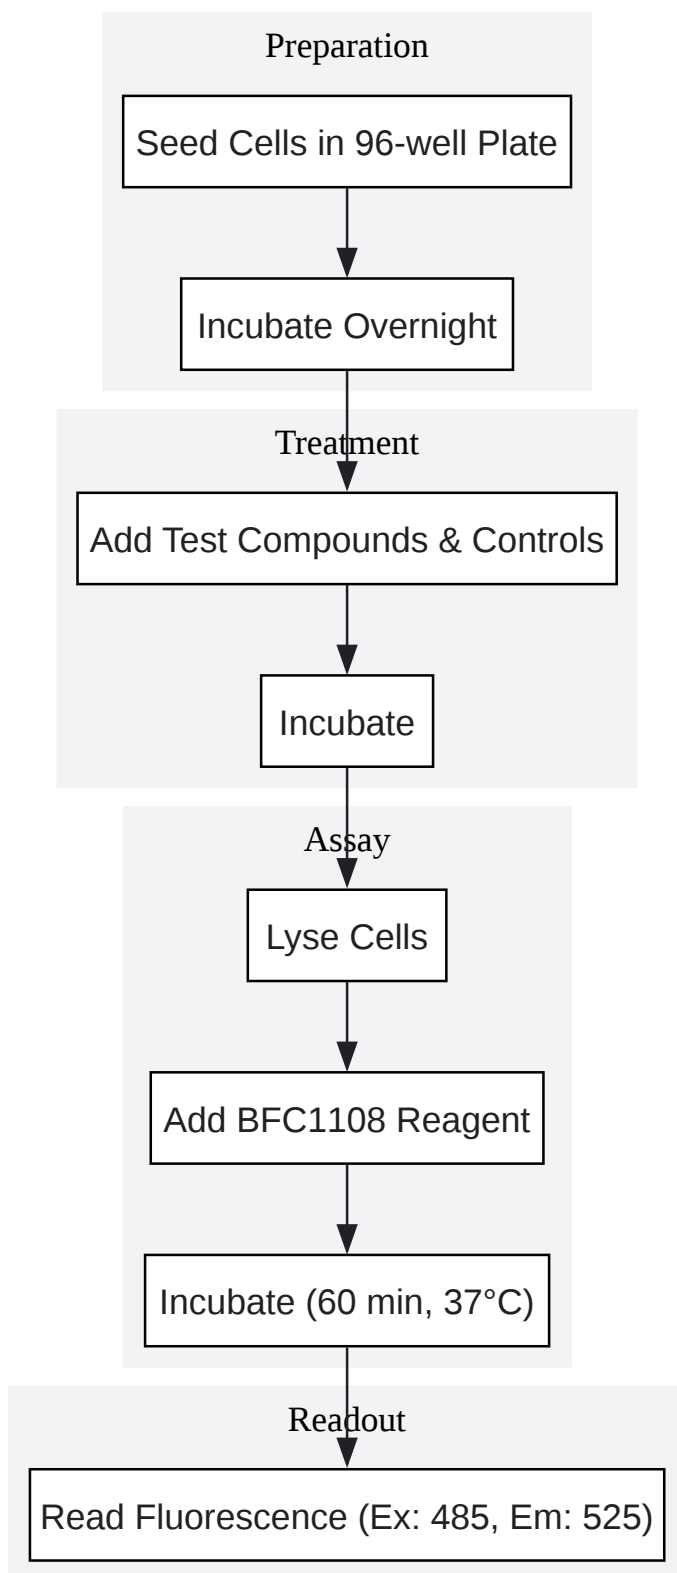 Preparation
Seed Cells in 96-well Plate
Incubate Overnight
Treatment
Add Test Compounds & Controls
Incubate
Assay
Lyse Cells
Add BFC1108 Reagent
Incubate (60 min, 37°C)
Readout
Read Fluorescence (Ex: 485, Em: 525)